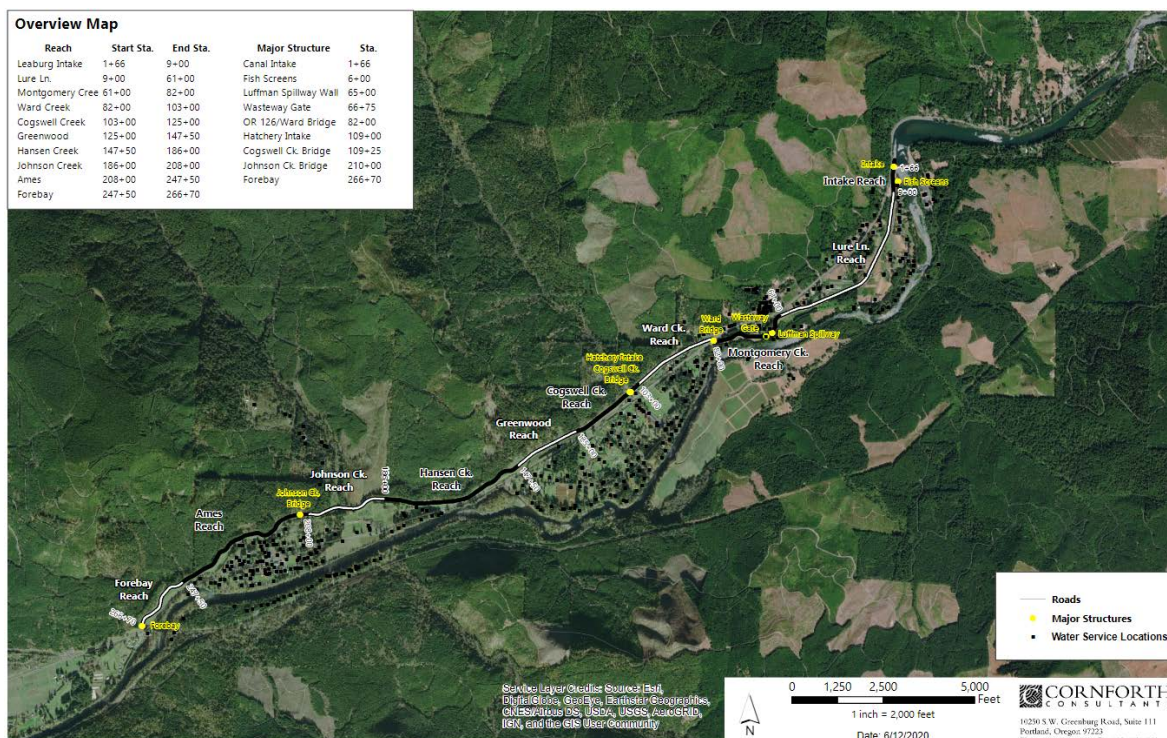 Overview Map
Reach Start Sta. End Sta. Major Structure Sta.
Leaburg Intake 1+66 9+00 Canal Intake 1+66
Lure Ln. 9+00 61+00 Fish Screens 6+00
Montgomery Cree 61+00 82+00 Luffman Spillway Wall 65+00
Ward Creek 82+00 103+00 Wasteway Gate 66+75
Cogswell Creek 103+00 125+00 OR 126/Ward Bridge 82+00
Greenwood 125+00 147+50 Hatchery Intake 109+00
Hansen Creek 147+50 186+00 Cogswell Ck. Bridge 109+25
Johnson Creek 186+00 208+00 Johnson Ck. Bridge 210+00
Ames 208+00 247+50 Forebay 266+70
Forebay 247+50 266+70
Intake
1+66
Intake Reach
Fish Screens
Lure Ln.
Reach
Wasteway
Gate
Ward
Bridge
Luffman Spillway
Ward Ck.
Reach
Montgomery Ck.
Reach
Hatchery Intake
Cogswell Ck.
Bridge
Cogswell Ck.
Reach
Greenwood
Reach
147+50
Hansen Ck.
Reach
Johnson Ck.
Reach
Johnson Ck.
Bridge
Ames
Reach
247+50
Forebay
Reach
266+70
Forebay
Roads
Major Structures
Water Service Locations
Service Layer Credits: Source: Esri,
DigitalGlobe, GeoEye, Earthstar Geographics,
CNES/Airbus DS, USDA, USGS, AeroGRID,
IGN, and the GIS User Community
N
0 1,250 2,500 5,000
Feet
1 inch = 2,000 feet
Date: 6/12/2020
CORNFORTH
CONSULTANT
10250 S.W. Greenburg Road, Suite 111
Portland, Oregon 97223